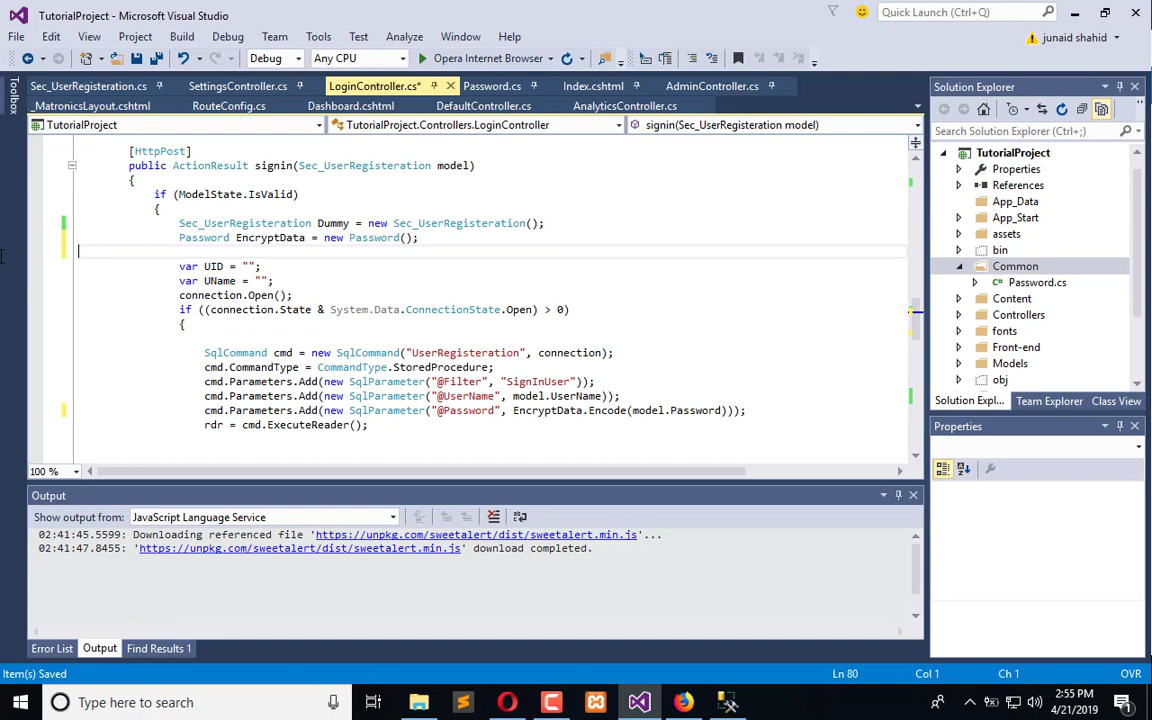 TutorialProject - Microsoft Visual Studio
Quick Launch (Ctrl+Q)
File Edit View Project Build Debug Team Tools Test Analyze Window Help
junaid shahid
Debug Any CPU Opera Internet Browser
Toolbox
Sec_UserRegisteration.cs SettingsController.cs LoginController.cs* Password.cs Index.cshtml AdminController.cs
_MatronicsLayout.cshtml RouteConfig.cs Dashboard.cshtml DefaultController.cs AnalyticsController.cs
TutorialProject TutorialProject.Controllers.LoginController signin(Sec_UserRegisteration model)
[HttpPost]
public ActionResult signin(Sec_UserRegisteration model)
{
if (ModelState.IsValid)
{
Sec_UserRegisteration Dummy = new Sec_UserRegisteration();
Password EncryptData = new Password();
var UID = "";
var UName = "";
connection.Open();
if ((connection.State & System.Data.ConnectionState.Open) > 0)
{
SqlCommand cmd = new SqlCommand("UserRegisteration", connection);
cmd.CommandType = CommandType.StoredProcedure;
cmd.Parameters.Add(new SqlParameter("@Filter", "SignInUser"));
cmd.Parameters.Add(new SqlParameter("@UserName", model.UserName));
cmd.Parameters.Add(new SqlParameter("@Password", EncryptData.Encode(model.Password)));
rdr = cmd.ExecuteReader();
100 %
Solution Explorer
Search Solution Explorer (Ctrl+;)
TutorialProject
Properties
References
App_Data
App_Start
assets
bin
Common
Password.cs
Content
Controllers
fonts
Front-end
Models
obj
Solution Expl... Team Explorer Class View
Properties
Output
Show output from: JavaScript Language Service
02:41:45.5599: Downloading referenced file 'https://unpkg.com/sweetalert/dist/sweetalert.min.js'...
02:41:47.8455: 'https://unpkg.com/sweetalert/dist/sweetalert.min.js' download completed.
Error List Output Find Results 1
Item(s) Saved Ln 80 Col 1 Ch 1 OVR
Type here to search
2:55 PM
4/21/2019
1